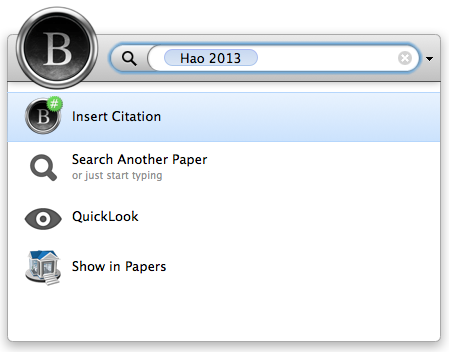 B
Hao 2013
B #
Insert Citation
Search Another Paper
or just start typing
QuickLook
Show in Papers